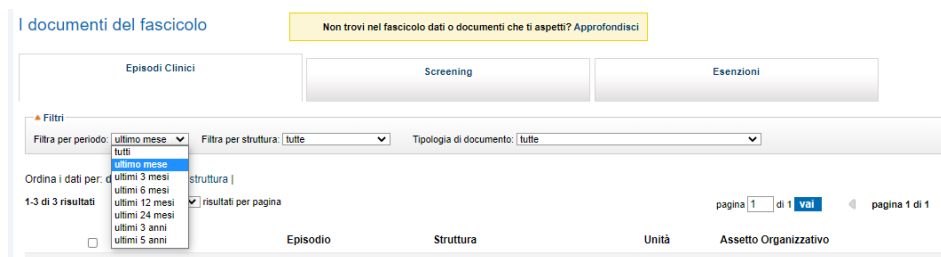 I documenti del fascicolo
Non trovi nel fascicolo dati o documenti che ti aspetti? Approfondisci
Episodi Clinici
Screening
Esenzioni
Filtri
Filtra per periodo: ultimo mese Filtra per struttura: tutte Tipologia di documento: tutte
tutti
ultimo mese
ultimi 3 mesi
ultimi 6 mesi
ultimi 12 mesi
ultimi 24 mesi
ultimi 3 anni
ultimi 5 anni
Ordina i dati per: struttura |
1-3 di 3 risultati risultati per pagina
pagina 1 di 1 vai pagina 1 di 1
Episodio Struttura Unità Assetto Organizzativo